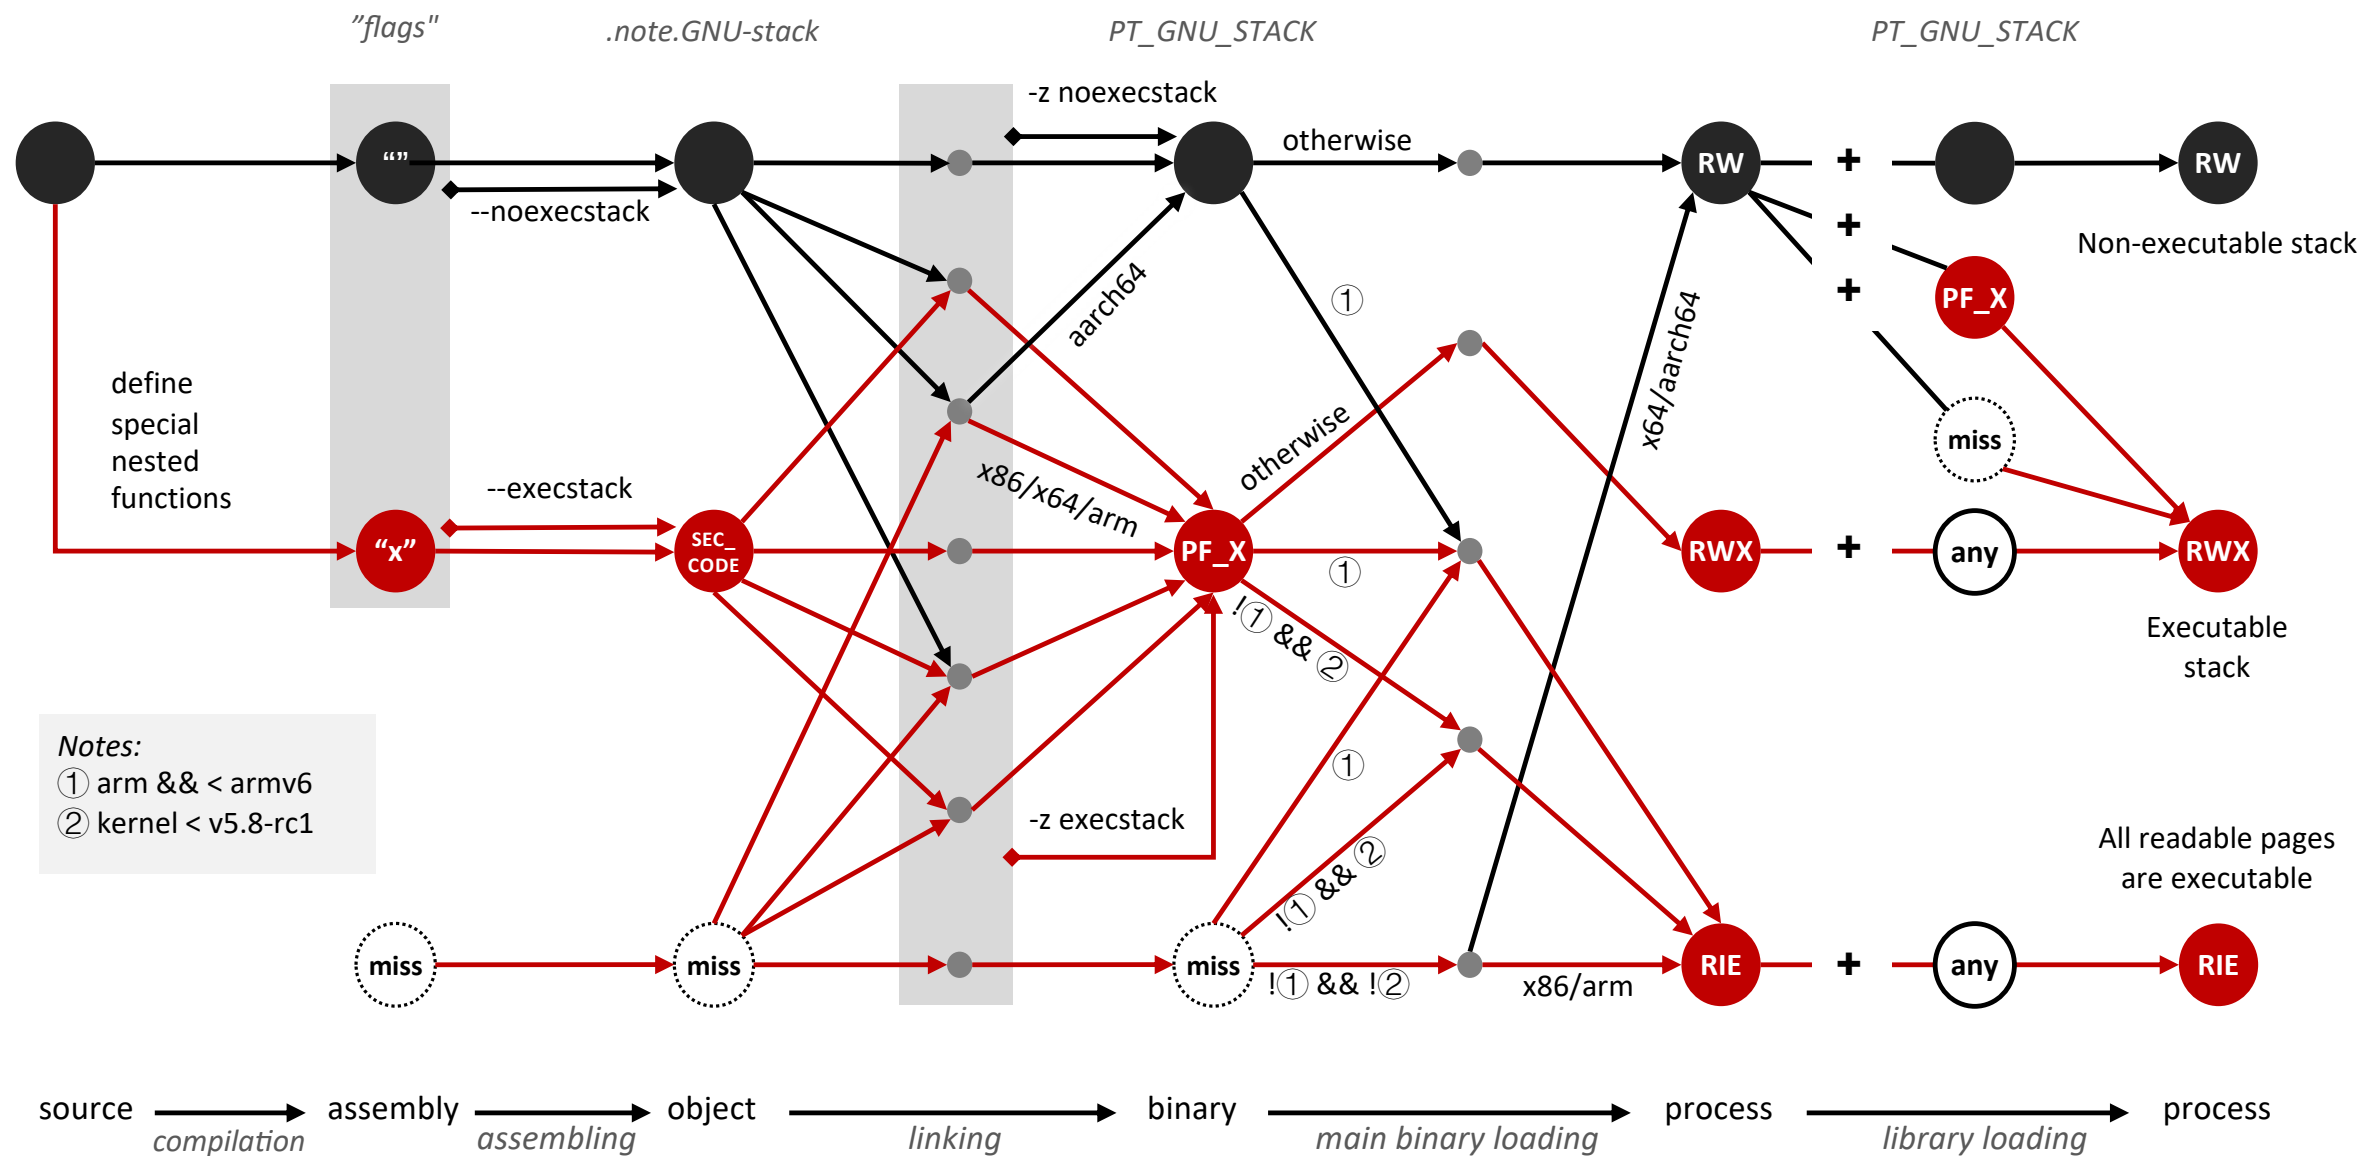 ”flags"
.note.GNU-stack
PT_GNU_STACK
PT_GNU_STACK
-z noexecstack
otherwise
“”
RW
+
RW
--noexecstack
+
Non-executable stack
aarch64
①
+
PF_X
x64/aarch64
define
special
nested
functions
otherwise
miss
--execstack
x86/x64/arm
“x”
SEC_
CODE
PF_X
①
RWX
+
any
RWX
!① && ②
Executable
stack
Notes:
① arm && < armv6
② kernel < v5.8-rc1
①
-z execstack
!① && ②
All readable pages
are executable
miss
miss
miss
!① && !②
x86/arm
RIE
+
any
RIE
source
assembly
object
binary
process
process
compilation
assembling
linking
main binary loading
library loading